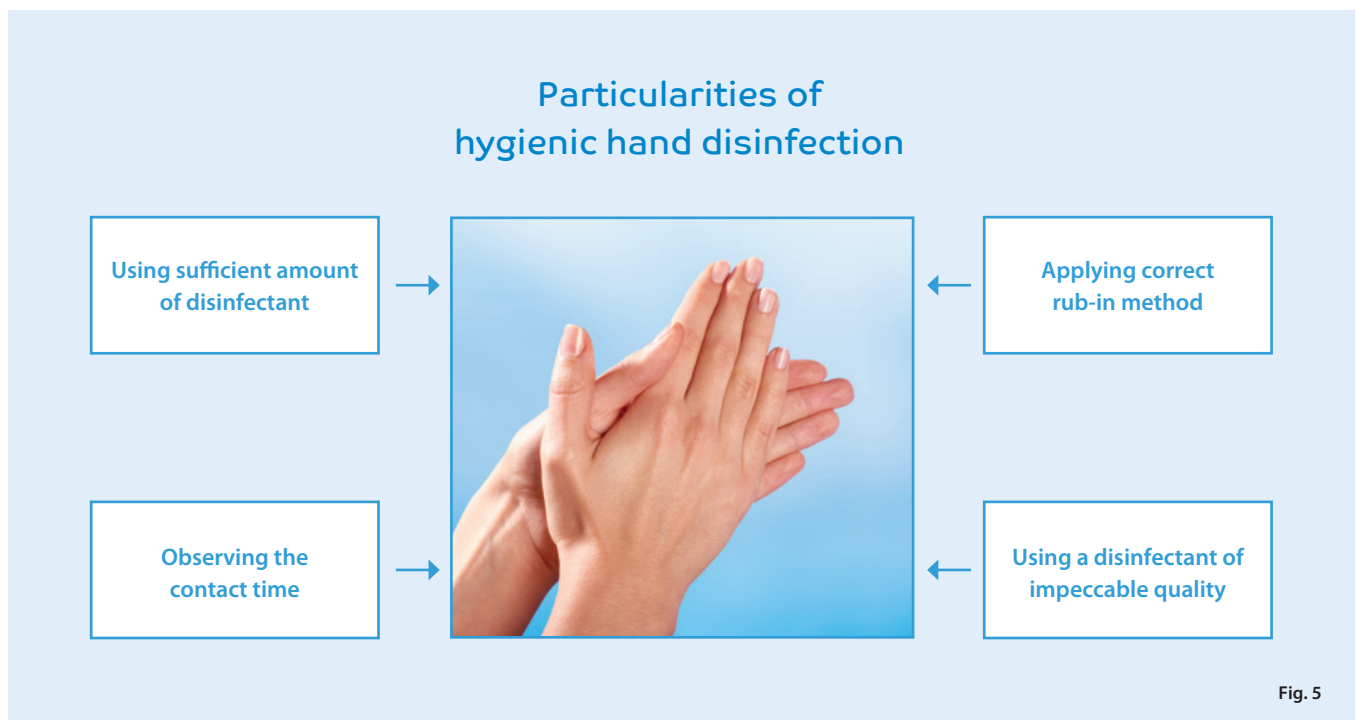 Particularities of
hygienic hand disinfection
Using sufficient amount
of disinfectant
Applying correct
rub-in method
Observing the
contact time
Using a disinfectant of
impeccable quality
Fig. 5